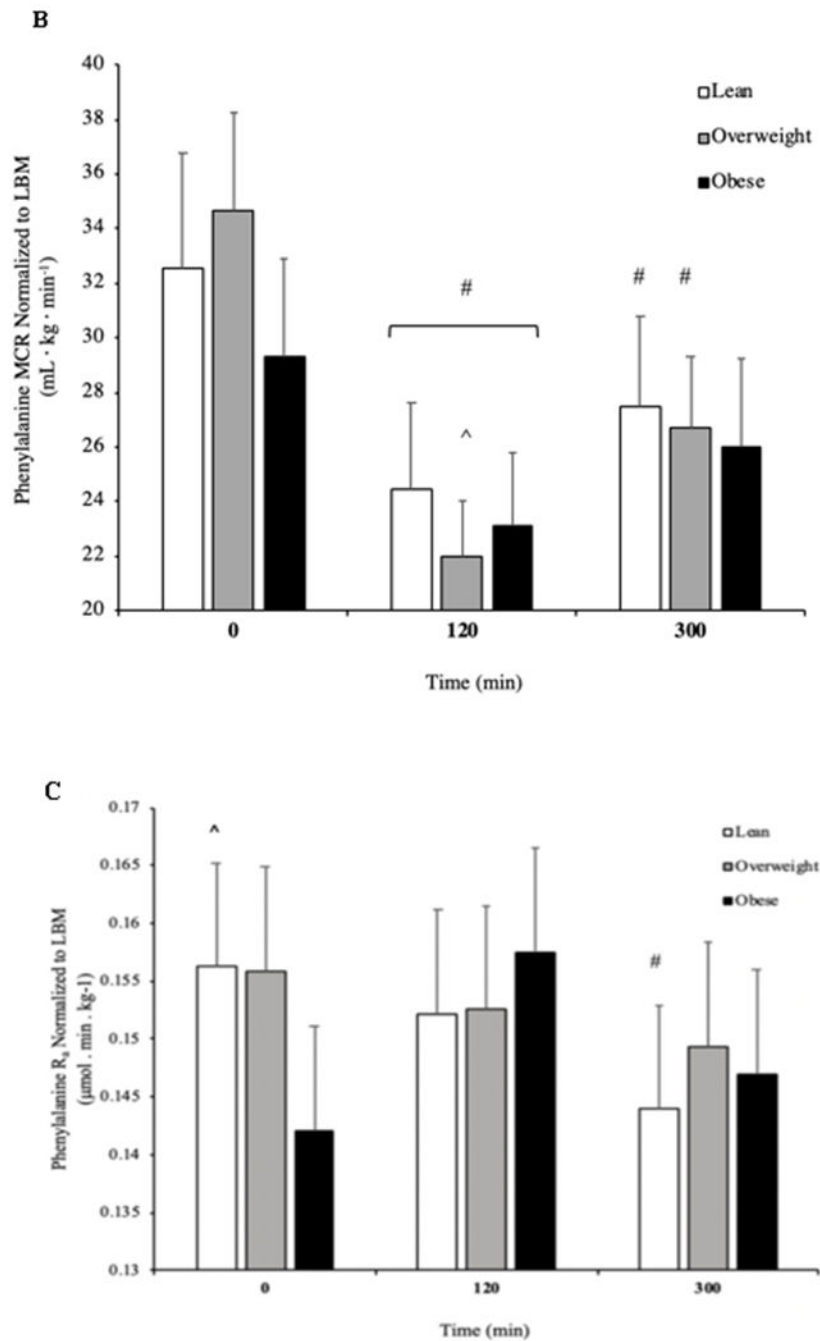 B
Phenylalanine MCR Normalized to LBM
(mL · kg · min⁻¹)
40
38
36
34
32
30
28
26
24
22
20
Lean
Overweight
Obese
#
^
# #
0 120 300
Time (min)
C
Phenylalanine Rₐ Normalized to LBM
(µmol . min . kg-1)
0.17
0.165
0.16
0.155
0.15
0.145
0.14
0.135
0.13
Lean
Overweight
Obese
^
#
0 120 300
Time (min)